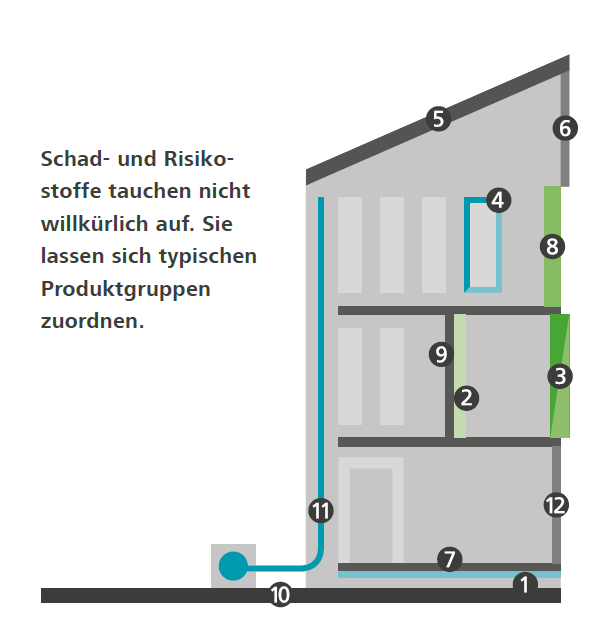 Schad- und Risiko-
stoffe tauchen nicht
willkürlich auf. Sie
lassen sich typischen
Produktgruppen
zuordnen.
5
6
4
8
9
3
2
11
12
7
1
10